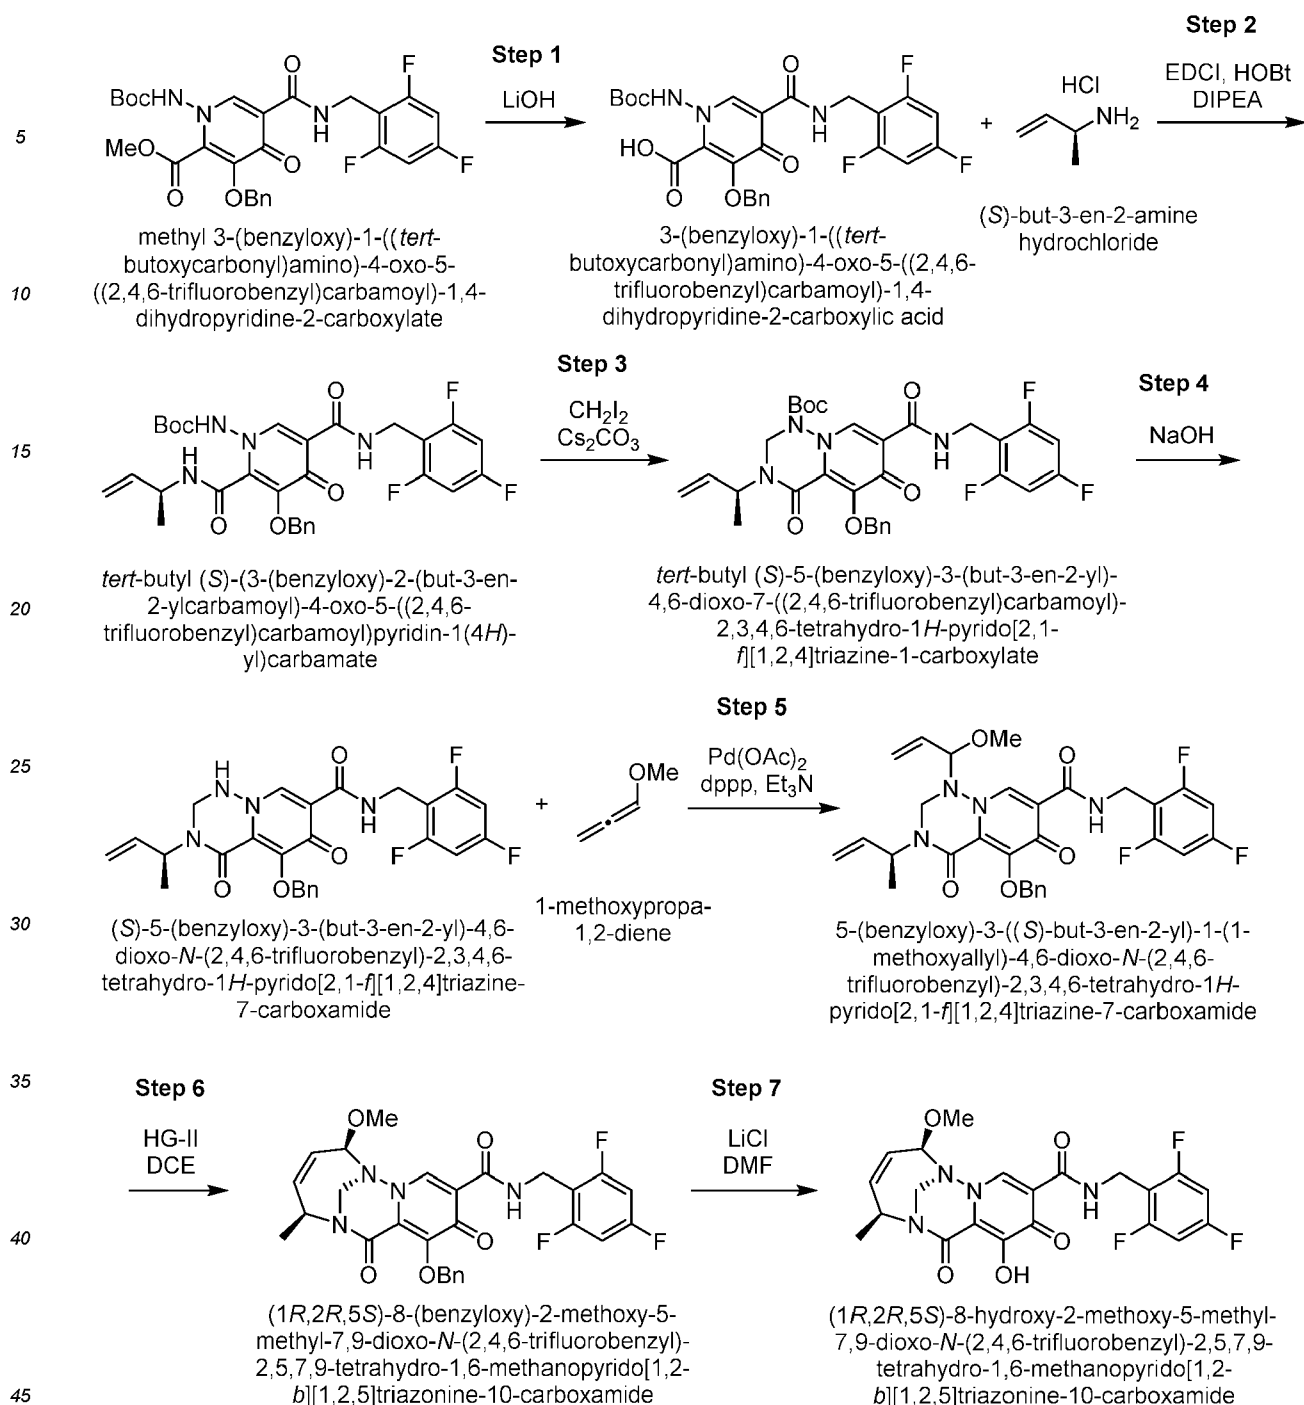 Step 1
LiOH
Step 2
EDCI, HOBt
DIPEA
5
BocHN
N
O
N
H
F
F
F
MeO
O
O
OBn
BocHN
N
O
N
H
F
F
F
HO
O
O
OBn
+
HCl
NH2
methyl 3-(benzyloxy)-1-((tert-
butoxycarbonyl)amino)-4-oxo-5-
((2,4,6-trifluorobenzyl)carbamoyl)-1,4-
dihydropyridine-2-carboxylate
3-(benzyloxy)-1-((tert-
butoxycarbonyl)amino)-4-oxo-5-((2,4,6-
trifluorobenzyl)carbamoyl)-1,4-
dihydropyridine-2-carboxylic acid
(S)-but-3-en-2-amine
hydrochloride
10
Step 3
CH2I2
Cs2CO3
Step 4
NaOH
15
BocHN
N
H
N
O
O
OBn
O
N
H
F
F
F
Boc
N
N
N
O
O
OBn
O
N
H
F
F
F
tert-butyl (S)-(3-(benzyloxy)-2-(but-3-en-
2-ylcarbamoyl)-4-oxo-5-((2,4,6-
trifluorobenzyl)carbamoyl)pyridin-1(4H)-
yl)carbamate
tert-butyl (S)-5-(benzyloxy)-3-(but-3-en-2-yl)-
4,6-dioxo-7-((2,4,6-trifluorobenzyl)carbamoyl)-
2,3,4,6-tetrahydro-1H-pyrido[2,1-
f][1,2,4]triazine-1-carboxylate
20
Step 5
Pd(OAc)2
dppp, Et3N
25
H
N
N
N
O
O
OBn
O
N
H
F
F
F
+
OMe
OMe
N
N
N
O
O
OBn
O
N
H
F
F
F
1-methoxypropa-
1,2-diene
30
(S)-5-(benzyloxy)-3-(but-3-en-2-yl)-4,6-
dioxo-N-(2,4,6-trifluorobenzyl)-2,3,4,6-
tetrahydro-1H-pyrido[2,1-f][1,2,4]triazine-
7-carboxamide
5-(benzyloxy)-3-((S)-but-3-en-2-yl)-1-(1-
methoxyallyl)-4,6-dioxo-N-(2,4,6-
trifluorobenzyl)-2,3,4,6-tetrahydro-1H-
pyrido[2,1-f][1,2,4]triazine-7-carboxamide
35
Step 6
HG-II
DCE
Step 7
LiCl
DMF
OMe
N
N
N
O
O
OBn
O
N
H
F
F
F
OMe
N
N
N
O
O
OH
O
N
H
F
F
F
40
(1R,2R,5S)-8-(benzyloxy)-2-methoxy-5-
methyl-7,9-dioxo-N-(2,4,6-trifluorobenzyl)-
2,5,7,9-tetrahydro-1,6-methanopyrido[1,2-
b][1,2,5]triazonine-10-carboxamide
(1R,2R,5S)-8-hydroxy-2-methoxy-5-methyl-
7,9-dioxo-N-(2,4,6-trifluorobenzyl)-2,5,7,9-
tetrahydro-1,6-methanopyrido[1,2-
b][1,2,5]triazonine-10-carboxamide
45